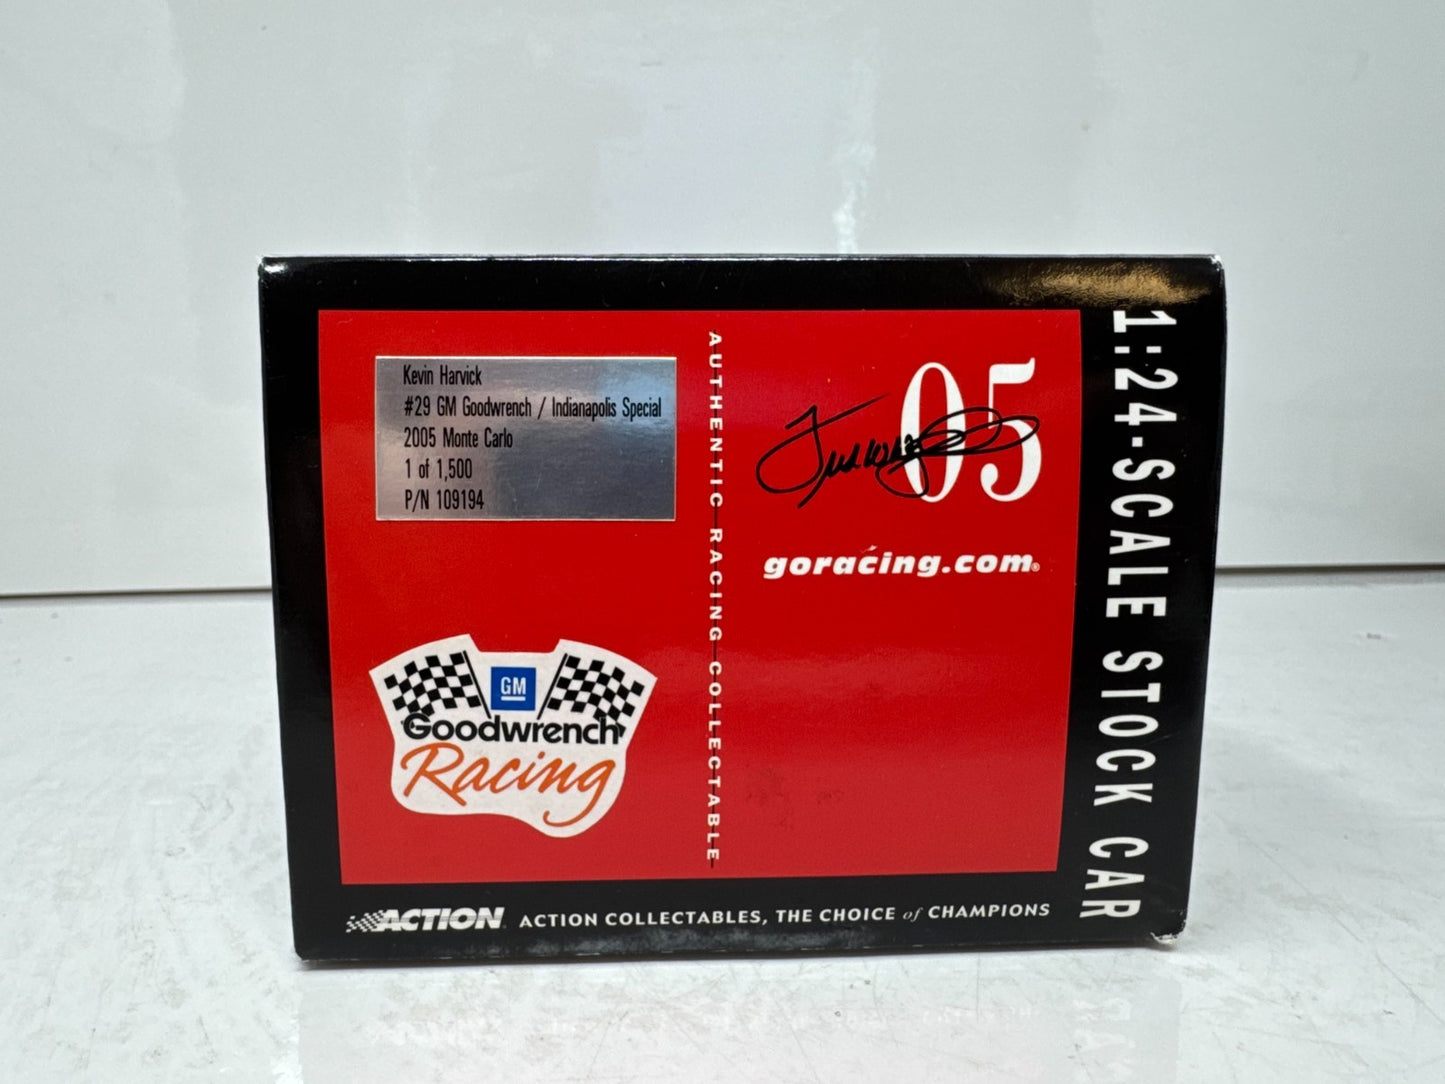 Kevin Harvick
#29 GM Goodwrench / Indianapolis Special
2005 Monte Carlo
1 of 1,500
P/N 109194
GM
Goodwrench
Racing
AUTHENTIC RACING COLLECTABLE
05
goracing.com®
1:24-SCALE STOCK CAR
ACTION
ACTION COLLECTABLES, THE CHOICE of CHAMPIONS